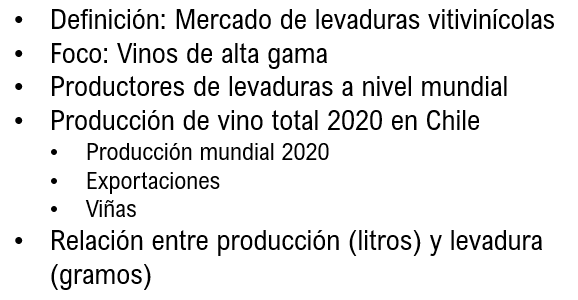 • Definición: Mercado de levaduras vitivinícolas
• Foco: Vinos de alta gama
• Productores de levaduras a nivel mundial
• Producción de vino total 2020 en Chile
• Producción mundial 2020
• Exportaciones
• Viñas
• Relación entre producción (litros) y levadura
(gramos)